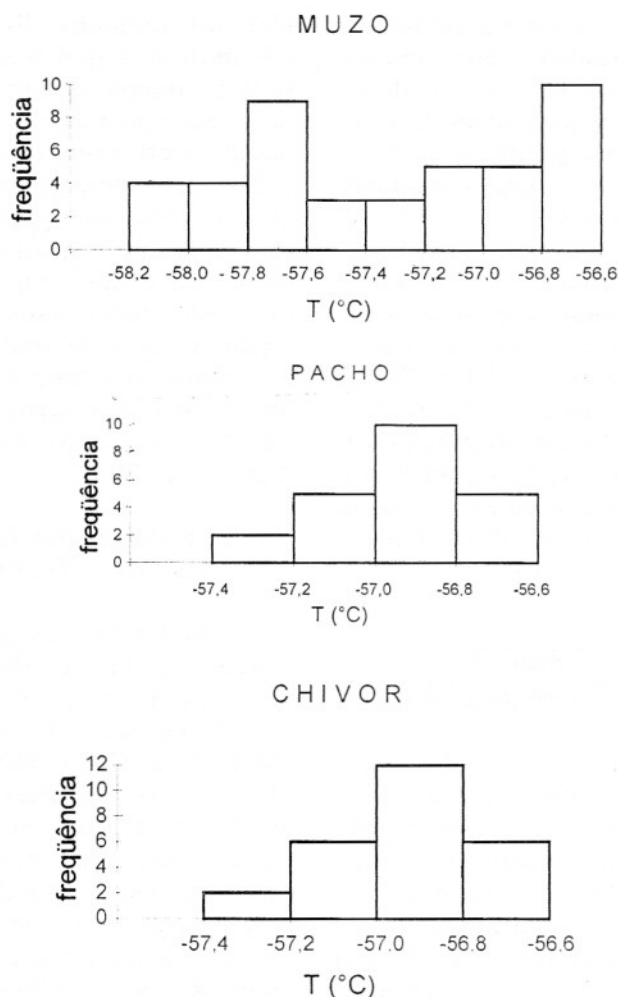 MUZO
freqüência
10
8
6
4
2
0
-58,2 -58,0 -57,8 -57,6 -57,4 -57,2 -57,0 -56,8 -56,6
T (°C)
PACHO
freqüência
10
8
6
4
2
0
-57,4 -57,2 -57,0 -56,8 -56,6
T (°C)
CHIVOR
freqüência
12
10
8
6
4
2
0
-57,4 -57,2 -57.0 -56.8 -56.6
T (°C)